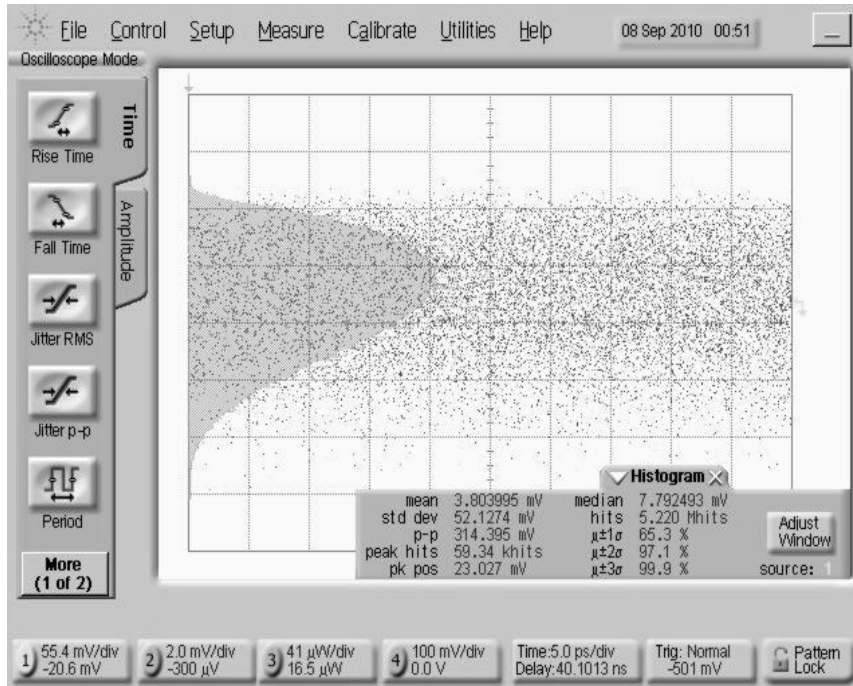 File Control Setup Measure Calibrate Utilities Help 08 Sep 2010 00:51
Oscilloscope Mode
Time
Amplitude
Rise Time
Fall Time
Jitter RMS
Jitter p-p
Period
More
(1 of 2)
Histogram
mean 3.803995 mV median 7.792493 mV
std dev 52.1274 mV hits 5.220 Mhits
p-p 314.395 mV μ±1σ 65.3 %
peak hits 59.34 khits μ±2σ 97.1 %
pk pos 23.027 mV μ±3σ 99.9 %
Adjust
Window
source: 1
1) 55.4 mV/div
-20.6 mV
2) 2.0 mV/div
-300 μV
3) 41 μW/div
16.5 μW
4) 100 mV/div
0.0 V
Time:5.0 ps/div
Delay:40.1013 ns
Trig: Normal
-501 mV
Pattern
Lock